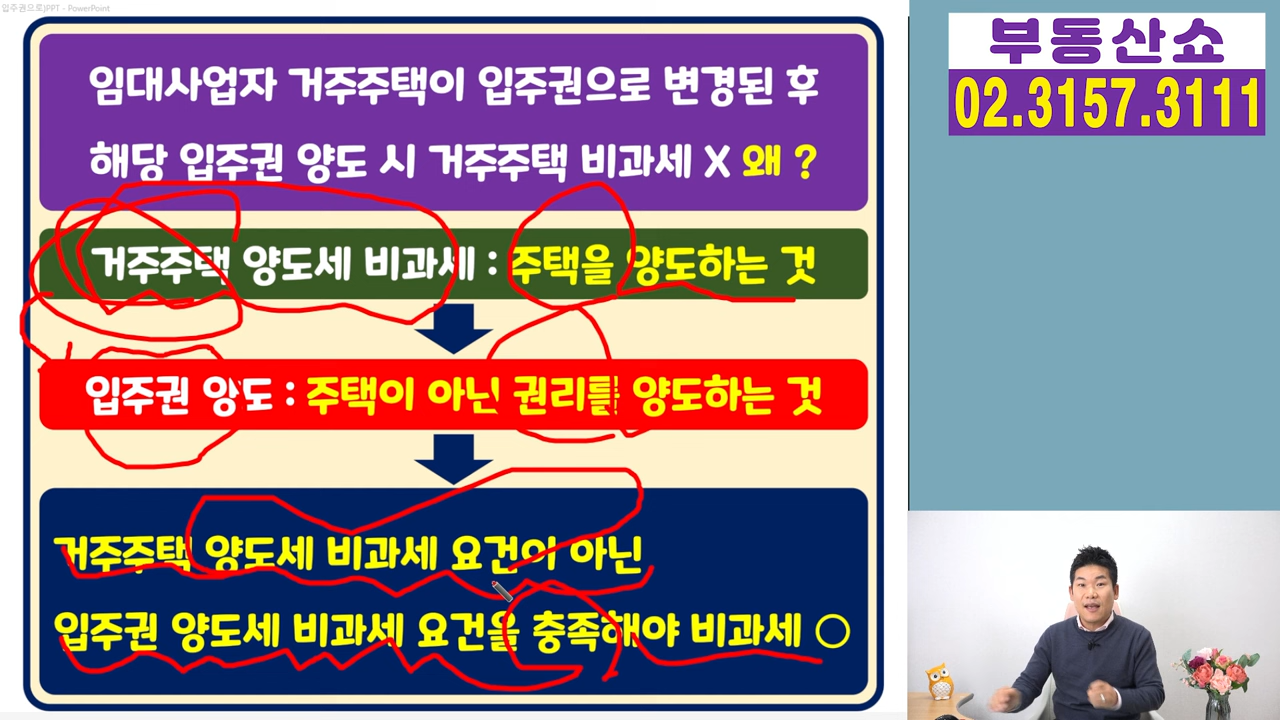 입주권으로)PPT - PowerPoint
임대사업자 거주주택이 입주권으로 변경된 후
해당 입주권 양도 시 거주주택 비과세 X 왜 ?
거주주택 양도세 비과세 : 주택을 양도하는 것
입주권 양도 : 주택이 아닌 권리를 양도하는 것
거주주택 양도세 비과세 요건이 아닌
입주권 양도세 비과세 요건을 충족해야 비과세 ○
부동산쇼
02.3157.3111